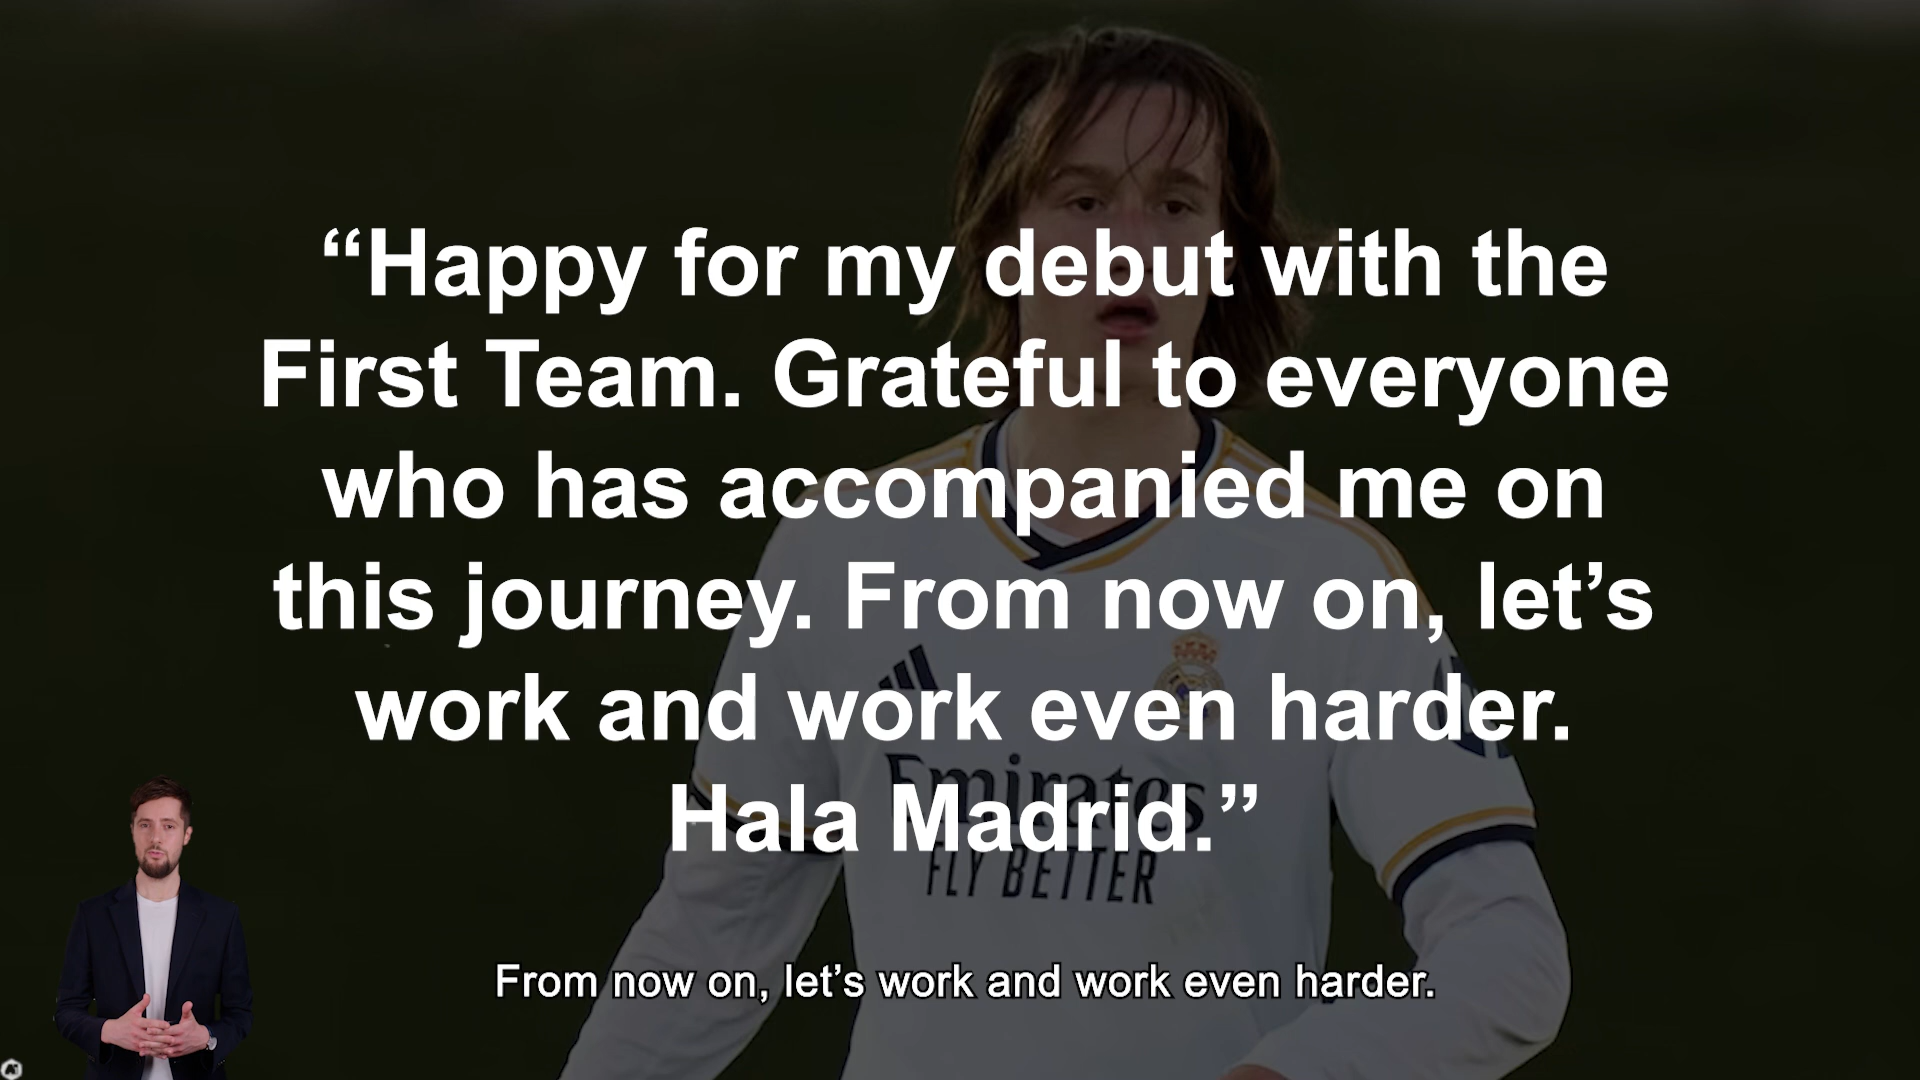 “Happy for my debut with the
First Team. Grateful to everyone
who has accompanied me on
this journey. From now on, let’s
work and work even harder.
Hala Madrid.”
Emirates
FLY BETTER
From now on, let’s work and work even harder.